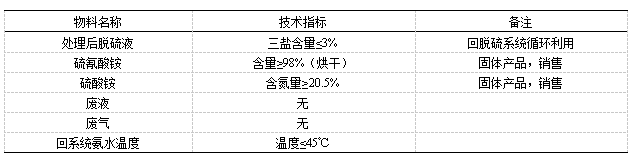 物料名称 技术指标 备注
处理后脱硫液 三盐含量≤3% 回脱硫系统循环利用
硫氰酸铵 含量≥98%（烘干） 固体产品，销售
硫酸铵 含氮量≥20.5% 固体产品，销售
废液 无
废气 无
回系统氨水温度 温度≤45℃